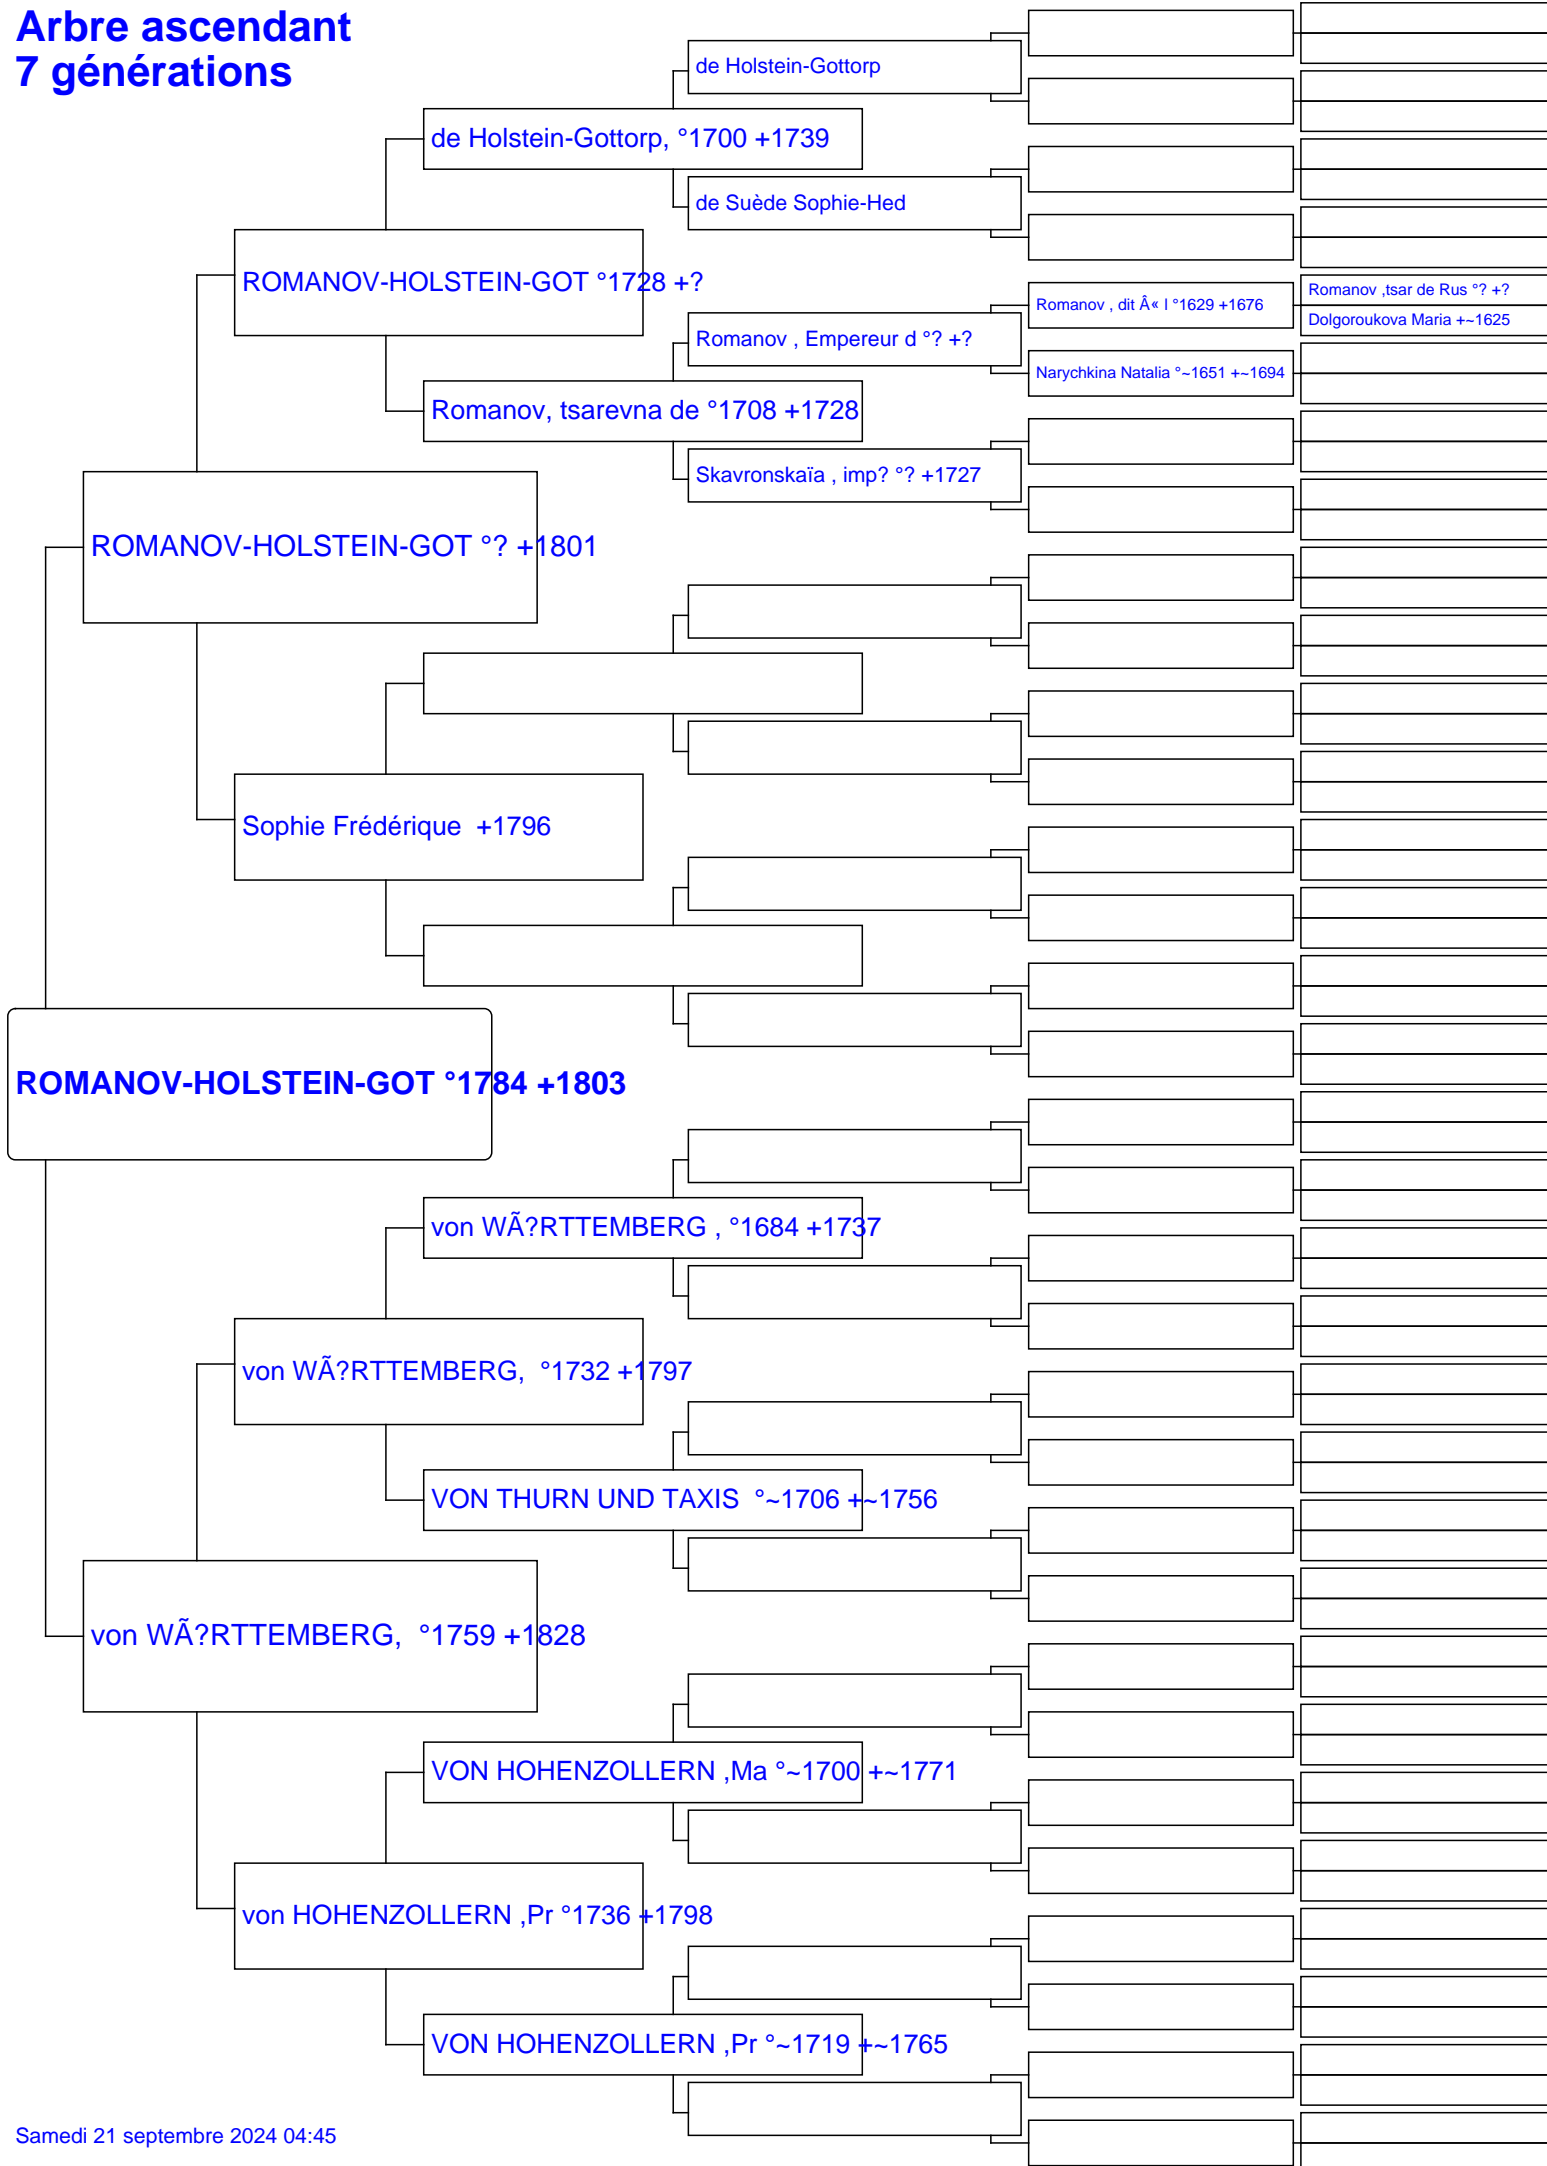 Arbre ascendant
7 générations
de Holstein-Gottorp
de Holstein-Gottorp, °1700 +1739
de Suède Sophie-Hed
ROMANOV-HOLSTEIN-GOT °1728 +?
Romanov , dit Â« l °1629 +1676
Romanov ,tsar de Rus °? +?
Dolgoroukova Maria +~1625
Romanov , Empereur d °? +?
Narychkina Natalia °~1651 +~1694
Romanov, tsarevna de °1708 +1728
Skavronskaïa , imp? °? +1727
ROMANOV-HOLSTEIN-GOT °? +1801
Sophie Frédérique  +1796
ROMANOV-HOLSTEIN-GOT °1784 +1803
von WÃ?RTTEMBERG , °1684 +1737
von WÃ?RTTEMBERG,  °1732 +1797
VON THURN UND TAXIS  °~1706 +~1756
von WÃ?RTTEMBERG,  °1759 +1828
VON HOHENZOLLERN ,Ma °~1700 +~1771
von HOHENZOLLERN ,Pr °1736 +1798
VON HOHENZOLLERN ,Pr °~1719 +~1765
Samedi 21 septembre 2024 04:45